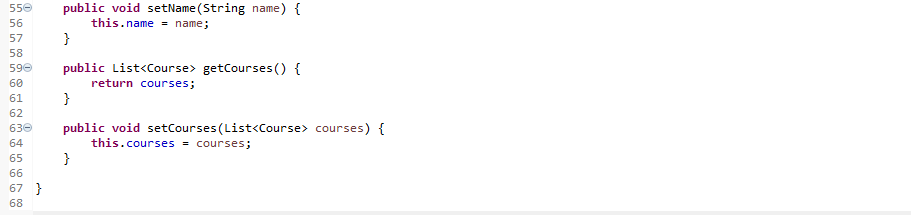 55    public void setName(String name) {
56        this.name = name;
57    }
58
59    public List<Course> getCourses() {
60        return courses;
61    }
62
63    public void setCourses(List<Course> courses) {
64        this.courses = courses;
65    }
66
67 }
68